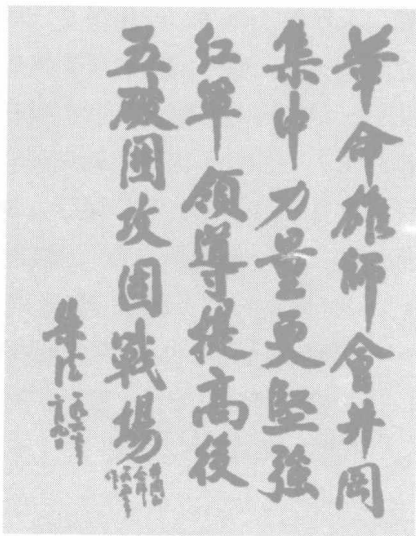 革命雄師會井岡
集中力量更堅強
紅軍領導提高後
五破圍攻固戰場
朱德